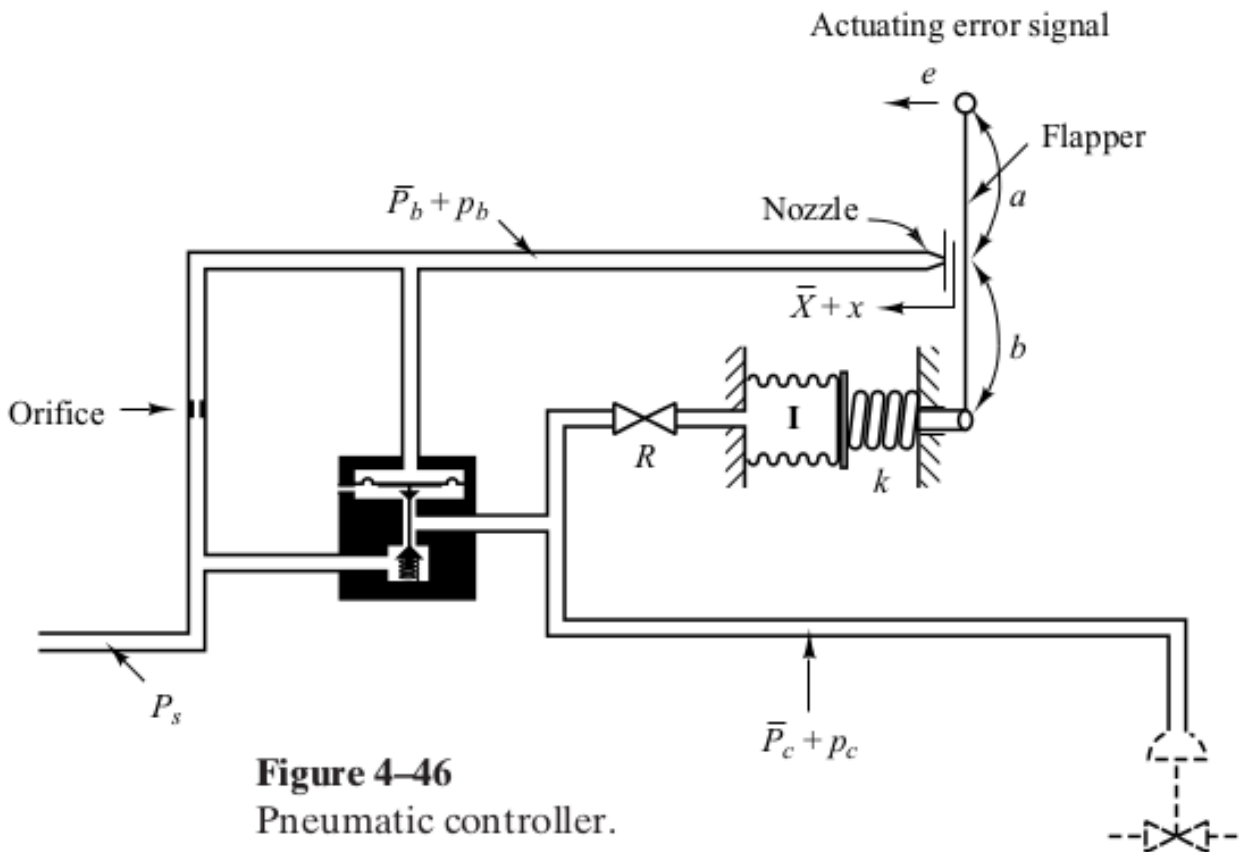 Actuating error signal
e
Flapper
a
P̅b + pb
Nozzle
X̅ + x
b
Orifice
I
R
k
Ps
P̅c + pc
Figure 4–46
Pneumatic controller.